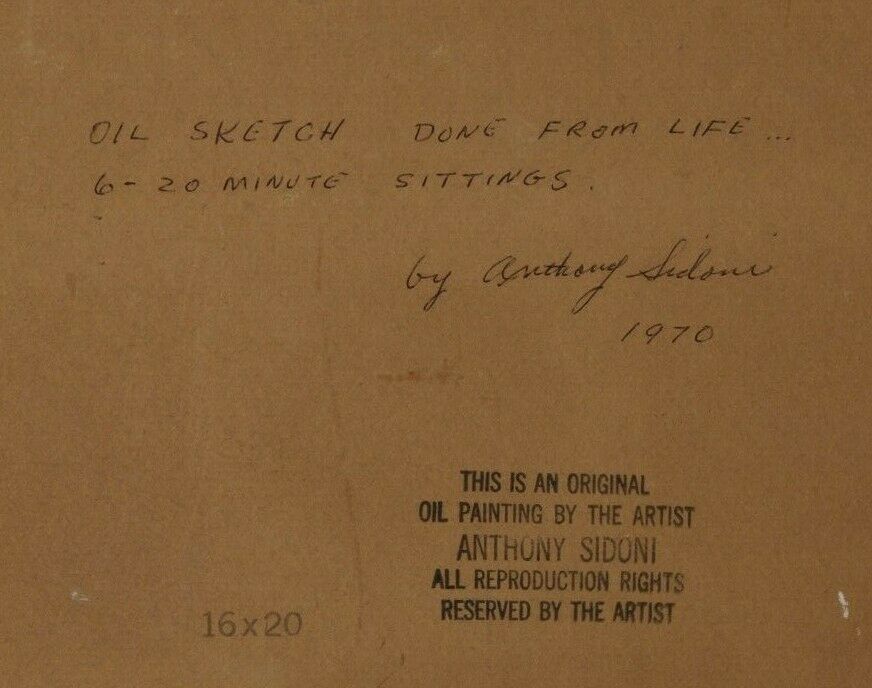 OIL SKETCH DONE FROM LIFE...
6-20 MINUTE SITTINGS.
by Anthony Sidoni
1970
THIS IS AN ORIGINAL
OIL PAINTING BY THE ARTIST
ANTHONY SIDONI
ALL REPRODUCTION RIGHTS
RESERVED BY THE ARTIST
16x20